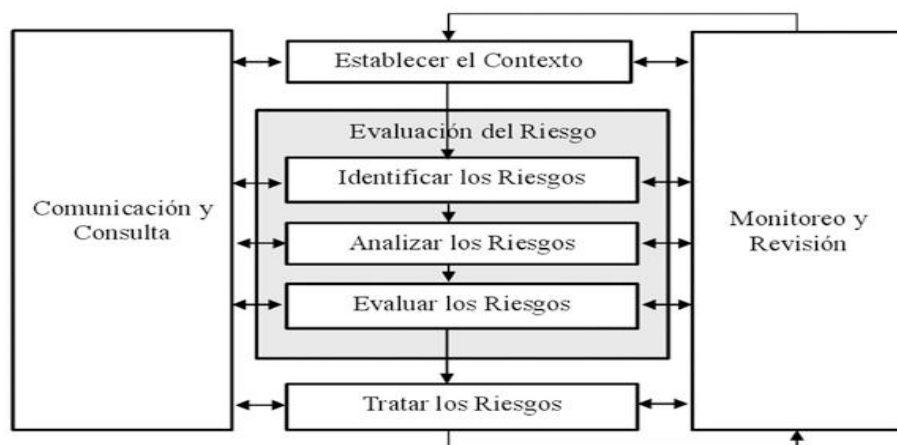 Establecer el Contexto
Evaluación del Riesgo
Identificar los Riesgos
Comunicación y
Consulta
Analizar los Riesgos
Monitoreo y
Revisión
Evaluar los Riesgos
Tratar los Riesgos